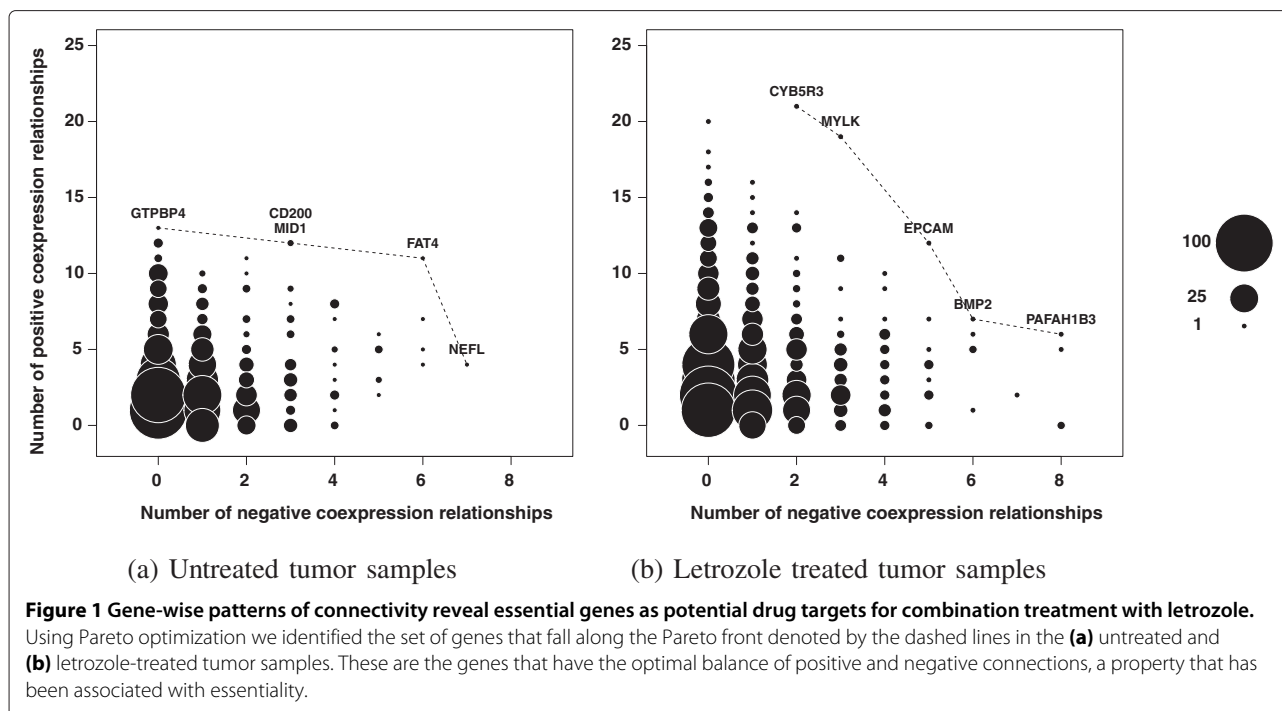 Number of positive coexpression relationships
25
20
15
10
5
0
GTPBP4
CD200
MID1
FAT4
NEFL
0 2 4 6 8
Number of negative coexpression relationships
(a) Untreated tumor samples
25
20
15
10
5
0
CYB5R3
MYLK
EPCAM
BMP2
PAFAH1B3
0 2 4 6 8
Number of negative coexpression relationships
(b) Letrozole treated tumor samples
100
25
1
Figure 1 Gene-wise patterns of connectivity reveal essential genes as potential drug targets for combination treatment with letrozole.
Using Pareto optimization we identified the set of genes that fall along the Pareto front denoted by the dashed lines in the (a) untreated and
(b) letrozole-treated tumor samples. These are the genes that have the optimal balance of positive and negative connections, a property that has
been associated with essentiality.